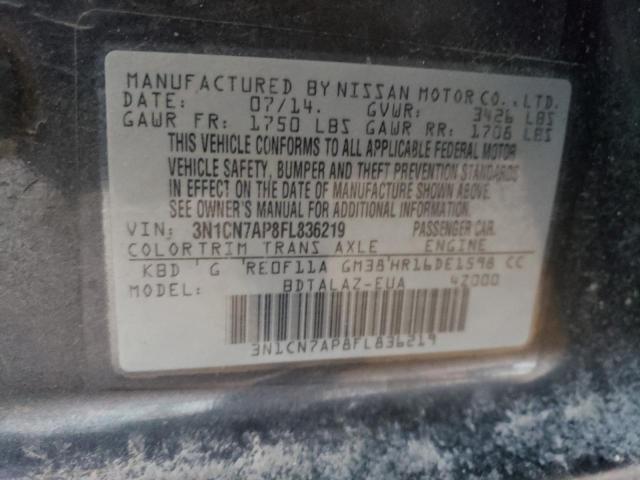 MANUFACTURED BY NISSAN MOTOR CO., LTD.
DATE: 07/14. GVWR: 3426 LBS
GAWR FR: 1750 LBS GAWR RR: 1706 LBS
THIS VEHICLE CONFORMS TO ALL APPLICABLE FEDERAL MOTOR
VEHICLE SAFETY, BUMPER AND THEFT PREVENTION STANDARDS
IN EFFECT ON THE DATE OF MANUFACTURE SHOWN ABOVE.
SEE OWNER'S MANUAL FOR ADDITIONAL INFORMATION.
VIN: 3N1CN7AP8FL836219 PASSENGER CAR.
COLOR TRIM TRANS AXLE ENGINE
KBD G RE0F11A GM38 HR16DE1598 CC
MODEL: BDTALAZ-EUA 4Z000
3N1CN7AP8FL836219